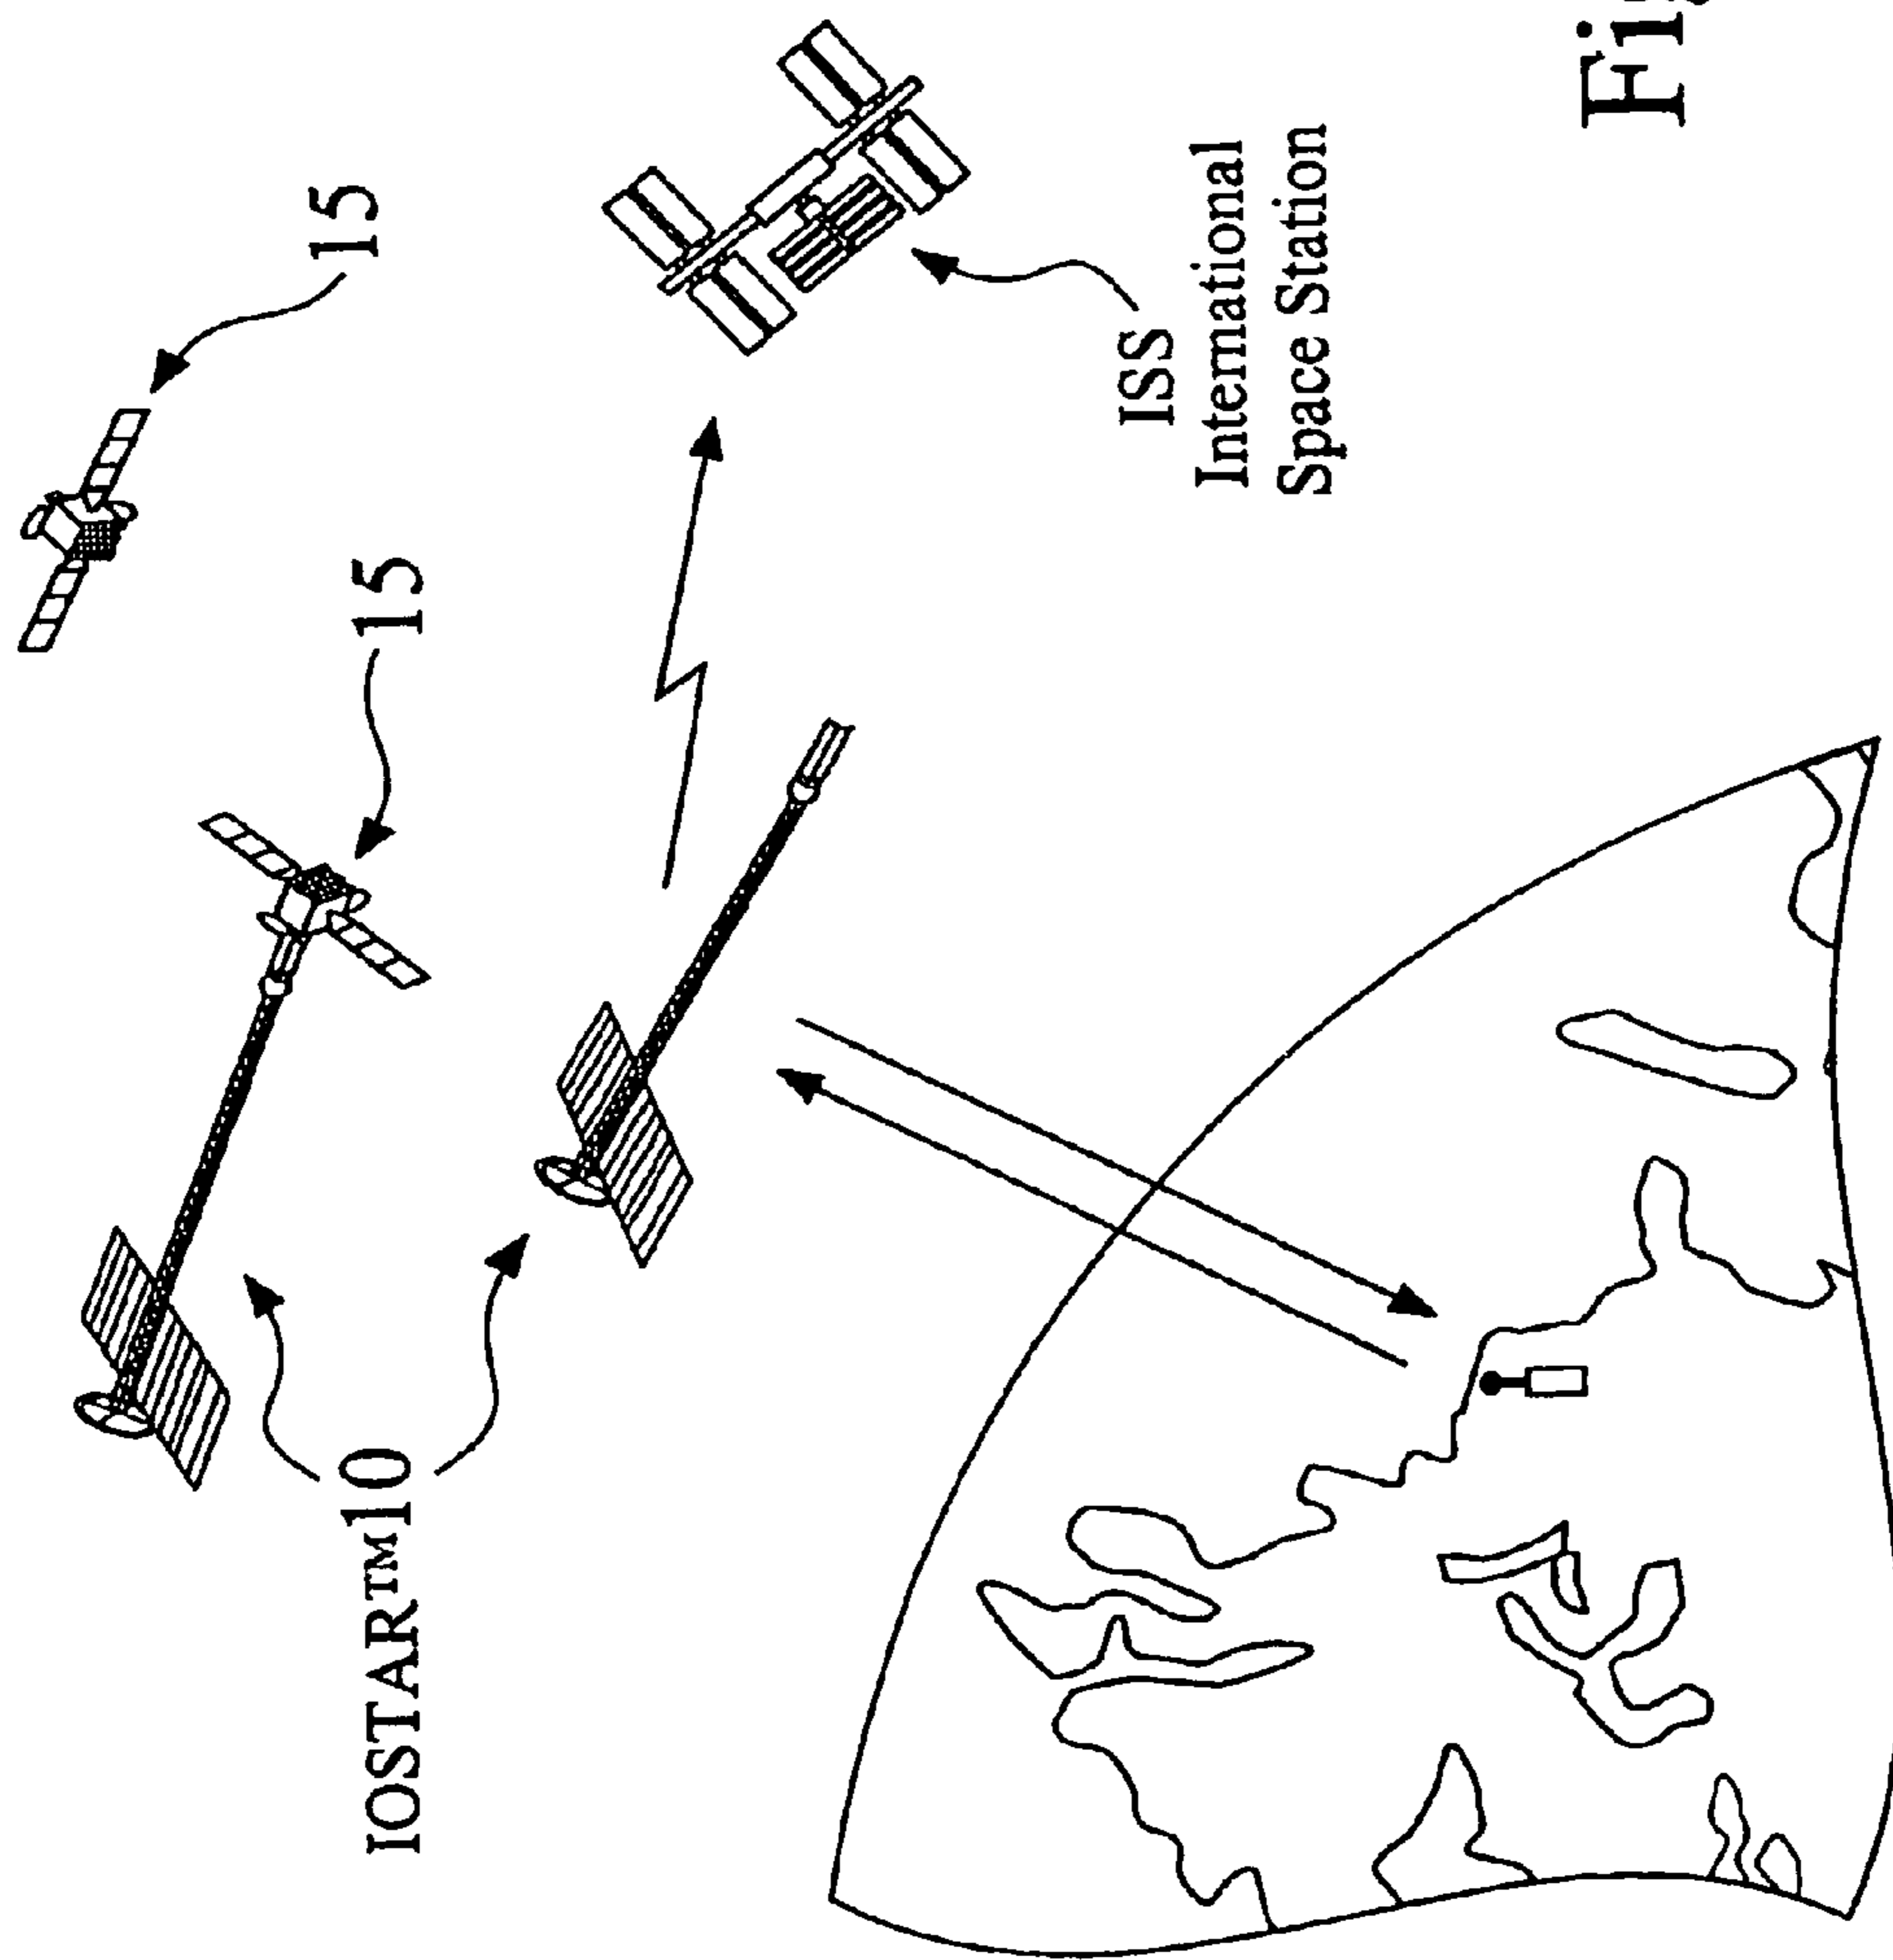 15
15
IOSTAR™10
ISS
International
Space Station